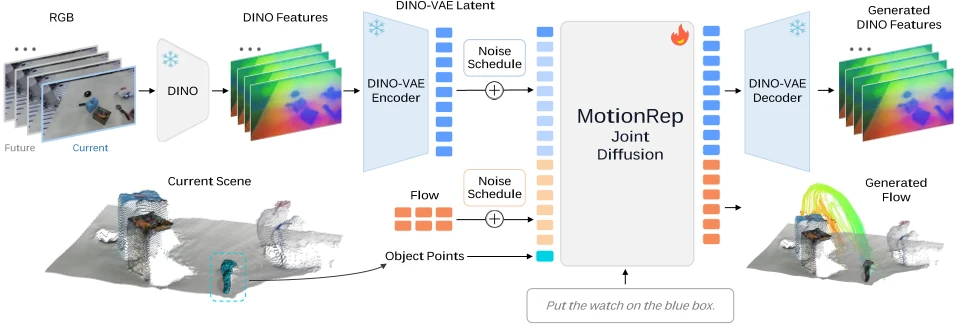 RGB
DINO Features
DINO-VAE Latent
Generated
DINO Features
Noise
Schedule
DINO
DINO-VAE
Encoder
MotionRep
Joint
Diffusion
DINO-VAE
Decoder
Future
Current
Current Scene
Flow
Noise
Schedule
Generated
Flow
Object Points
Put the watch on the blue box.